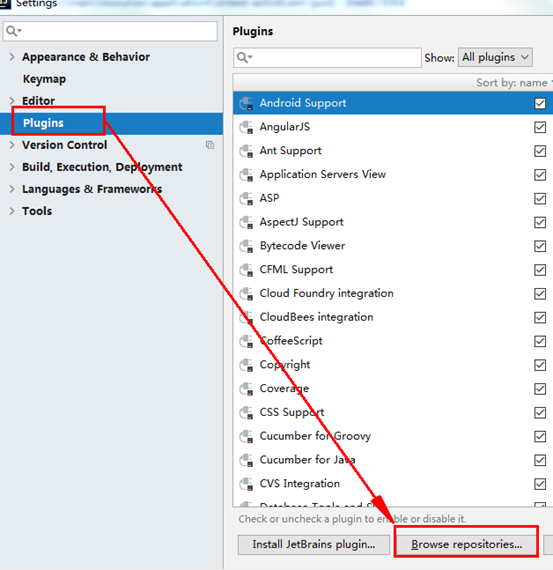 Settings
Appearance & Behavior
Keymap
Editor
Plugins
Version Control
Build, Execution, Deployment
Languages & Frameworks
Tools
Plugins
Show: All plugins
Sort by: name
Android Support
AngularJS
Ant Support
Application Servers View
ASP
AspectJ Support
Bytecode Viewer
CFML Support
Cloud Foundry integration
CloudBees integration
CoffeeScript
Copyright
Coverage
CSS Support
Cucumber for Groovy
Cucumber for Java
CVS Integration
Database Tools and
Check or uncheck a plugin to enable or disable it.
Install JetBrains plugin...
Browse repositories...